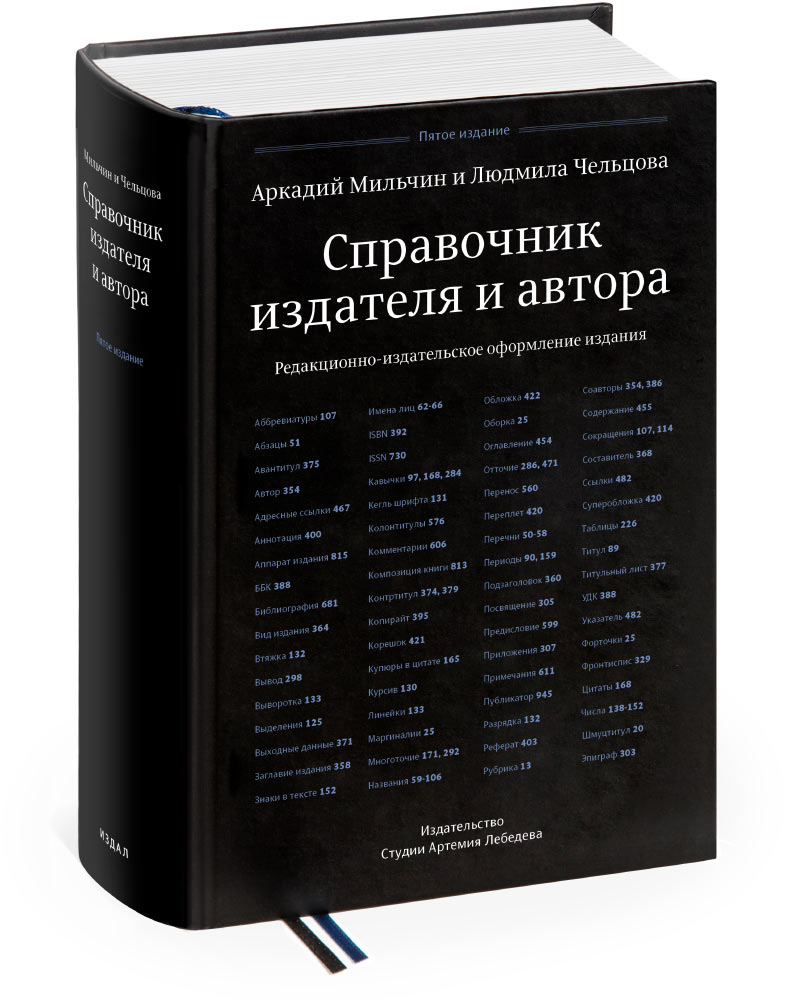 Мильчин и Чельцова
Справочник
издателя
и автора
Пятое издание
ИЗДАЛ
Пятое издание
Аркадий Мильчин и Людмила Чельцова
Справочник
издателя и автора
Редакционно-издательское оформление издания
Аббревиатуры 107
Абзацы 51
Авантитул 375
Автор 354
Адресные ссылки 467
Аннотация 400
Аппарат издания 815
ББК 388
Библиография 681
Вид издания 364
Втяжка 132
Вывод 298
Выворотка 133
Выделения 125
Выходные данные 371
Заглавие издания 358
Знаки в тексте 152
Имена лиц 62-66
ISBN 392
ISSN 730
Кавычки 97, 168, 284
Кегль шрифта 131
Колонтитулы 576
Комментарии 606
Композиция книги 813
Контртитул 374, 379
Копирайт 395
Корешок 421
Купюры в цитате 165
Курсив 130
Линейки 133
Маргиналии 25
Многоточие 171, 292
Названия 59-106
Обложка 422
Оборка 25
Оглавление 454
Отточие 286, 471
Перенос 560
Переплет 420
Перечни 50-58
Периоды 90, 159
Подзаголовок 360
Посвящение 305
Предисловие 599
Приложения 307
Примечания 611
Публикатор 945
Разрядка 132
Реферат 403
Рубрика 13
Соавторы 354, 386
Содержание 455
Сокращения 107, 114
Составитель 368
Ссылки 482
Суперобложка 420
Таблицы 226
Титул 89
Титульный лист 377
УДК 388
Указатель 482
Форточки 25
Фронтиспис 329
Цитаты 168
Числа 138-152
Шмуцтитул 20
Эпиграф 303
Издательство
Студии Артемия Лебедева